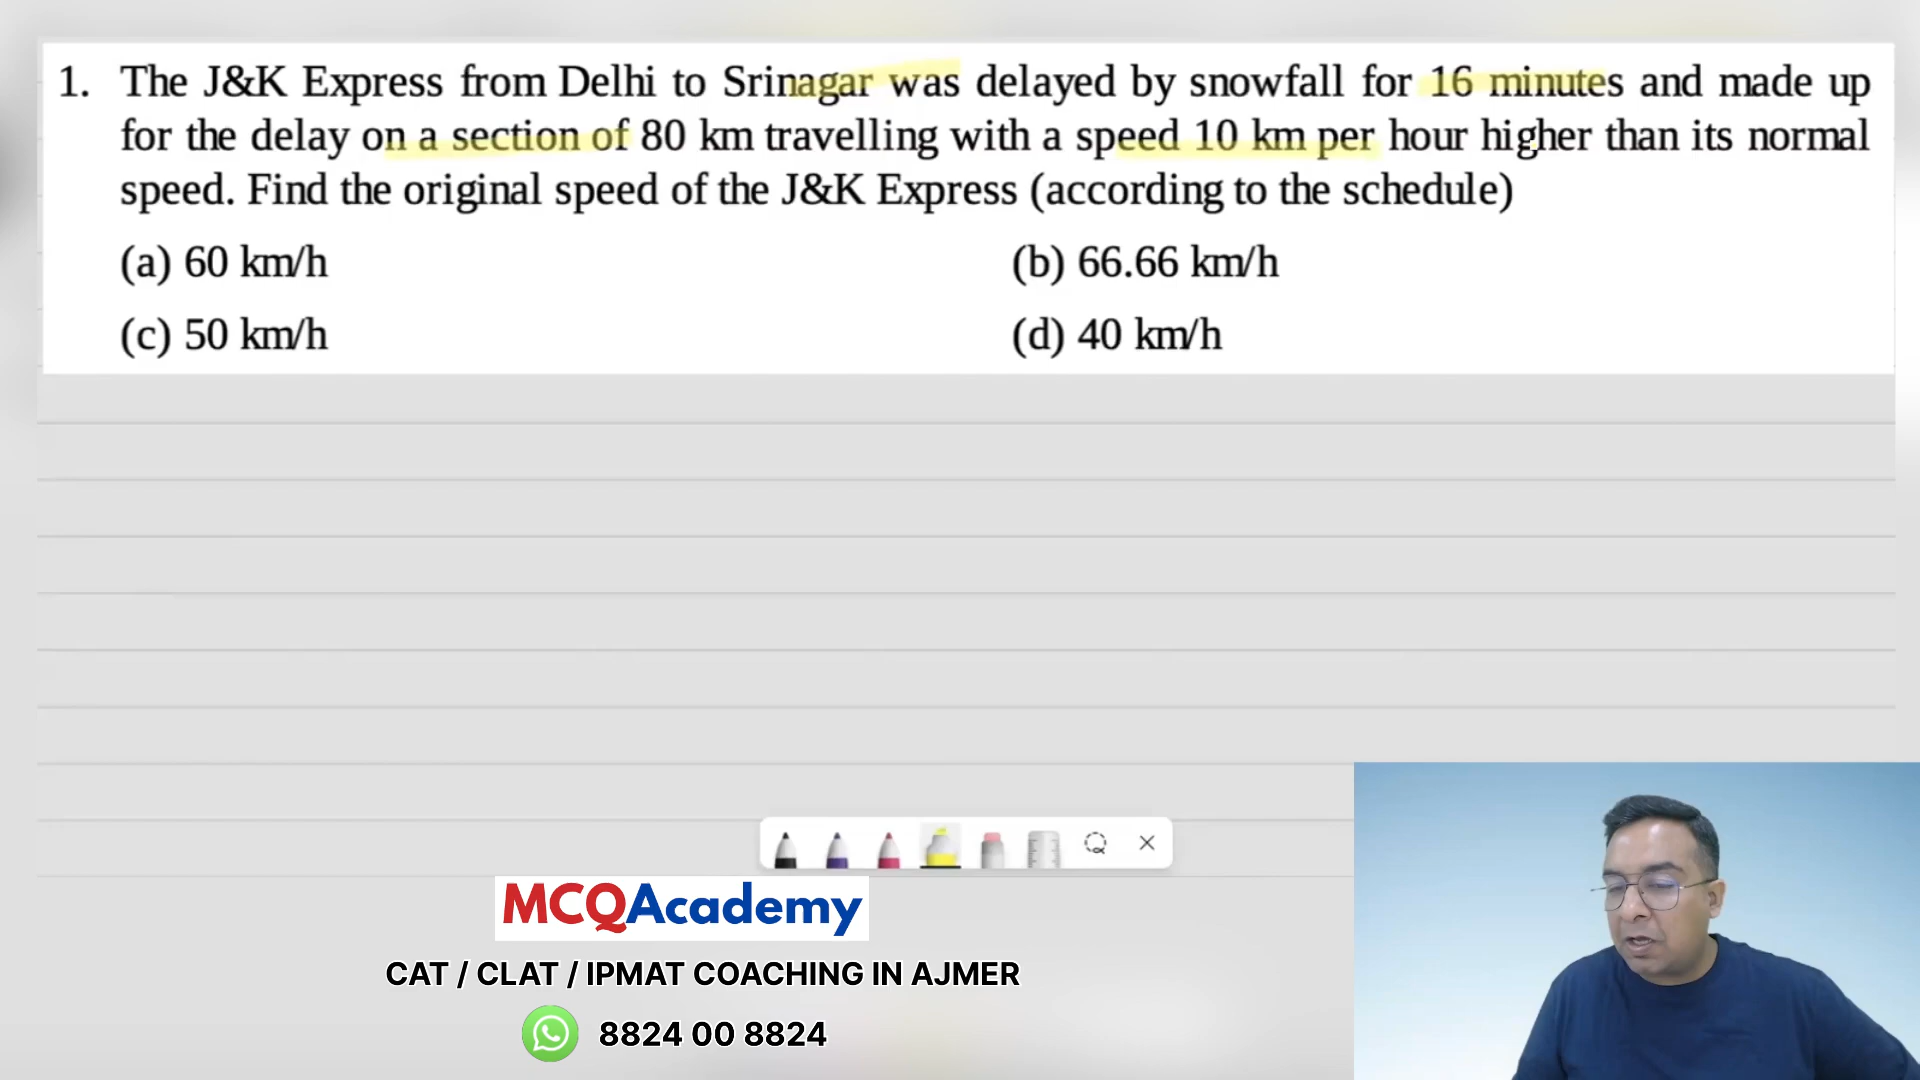 1. The J&K Express from Delhi to Srinagar was delayed by snowfall for 16 minutes and made up
for the delay on a section of 80 km travelling with a speed 10 km per hour higher than its normal
speed. Find the original speed of the J&K Express (according to the schedule)
(a) 60 km/h (b) 66.66 km/h
(c) 50 km/h (d) 40 km/h
MCQAcademy
CAT / CLAT / IPMAT COACHING IN AJMER
8824 00 8824